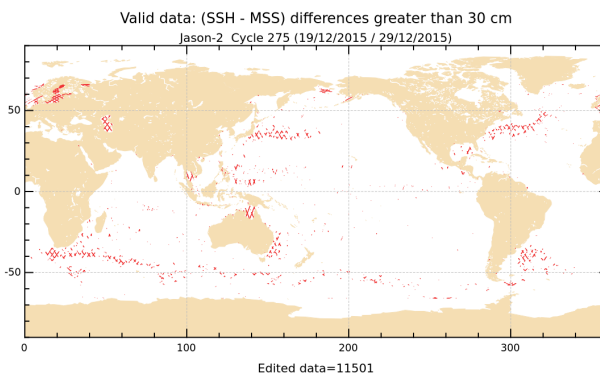 Valid data: (SSH - MSS) differences greater than 30 cm
Jason-2 Cycle 275 (19/12/2015 / 29/12/2015)
50
0
-50
0 100 200 300
Edited data=11501